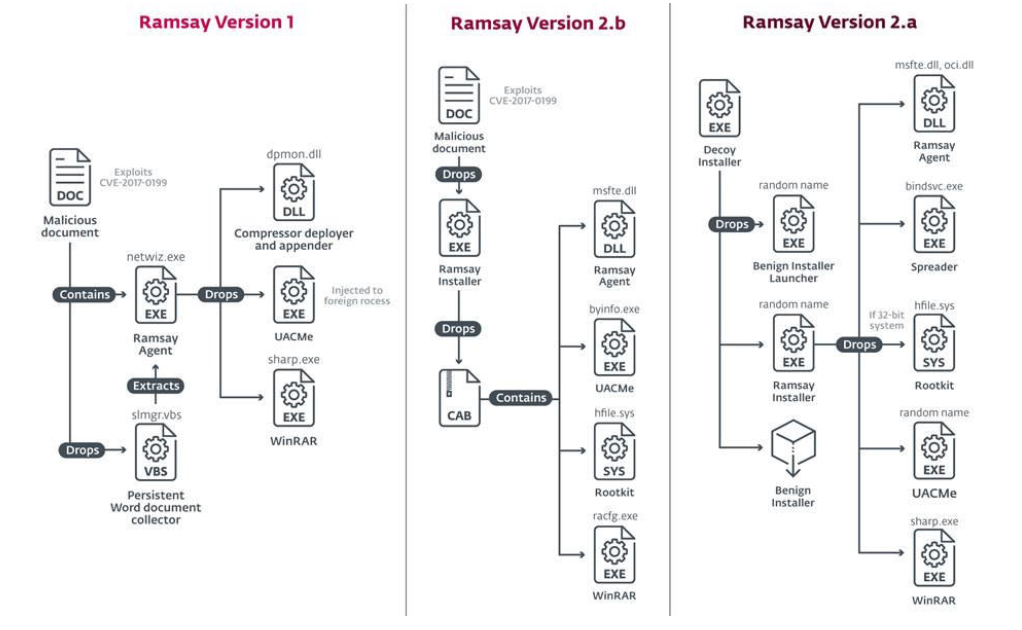 Ramsay Version 1
DOC
Exploits
CVE-2017-0199
Malicious
document
Contains
netwiz.exe
EXE
Ramsay
Agent
Extracts
slmgr.vbs
Drops
VBS
Persistent
Word document
collector
Drops
dpmon.dll
DLL
Compressor deployer
and appender
EXE
Injected to
foreign rocess
UACMe
sharp.exe
EXE
WinRAR
Ramsay Version 2.b
DOC
Exploits
CVE-2017-0199
Malicious
document
Drops
EXE
Ramsay
Installer
Drops
CAB
Contains
msfte.dll
DLL
Ramsay
Agent
byinfo.exe
EXE
UACMe
hfile.sys
SYS
Rootkit
racfg.exe
EXE
WinRAR
Ramsay Version 2.a
EXE
Decoy
Installer
Drops
random name
EXE
Benign Installer
Launcher
random name
EXE
Ramsay
Installer
Benign
Installer
If 32-bit
system
Drops
msfte.dll, oci.dll
DLL
Ramsay
Agent
bindsvc.exe
EXE
Spreader
hfile.sys
SYS
Rootkit
random name
EXE
UACMe
sharp.exe
EXE
WinRAR